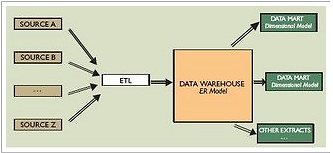 SOURCE A
SOURCE B
...
SOURCE Z
ETL
DATA WAREHOUSE
ER Model
DATA MART
Dimensional Model
DATA MART
Dimensional Model
OTHER EXTRACTS
...